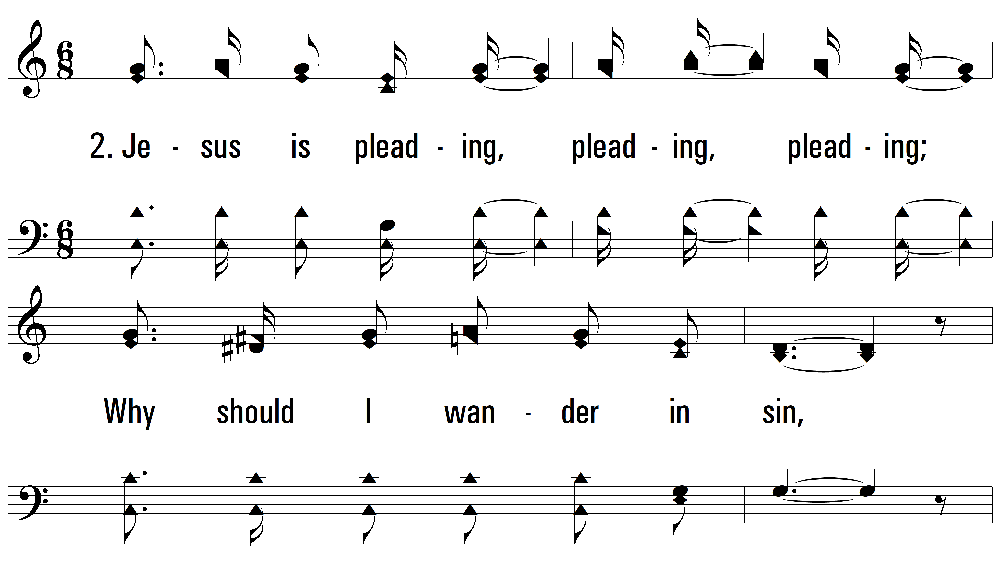 2. Je - sus is plead - ing, plead - ing, plead - ing;
Why should I wan - der in sin,